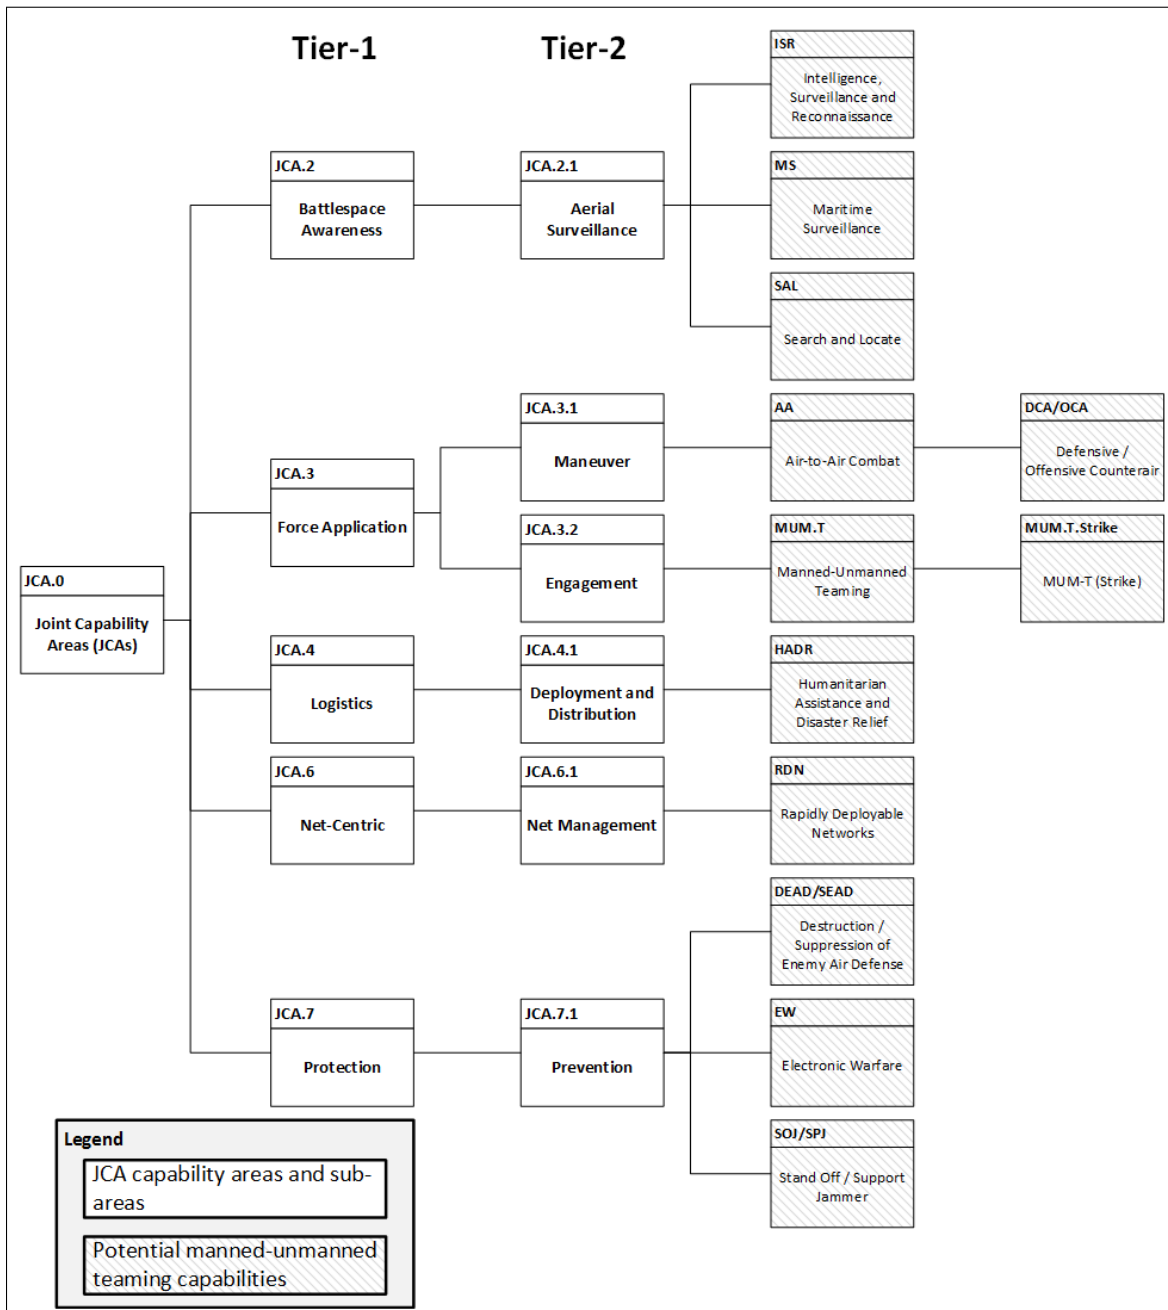 Tier-1
Tier-2
ISR
Intelligence,
Surveillance and
Reconnaissance
JCA.2
Battlespace
Awareness
JCA.2.1
Aerial
Surveillance
MS
Maritime
Surveillance
SAL
Search and Locate
JCA.3
Force Application
JCA.3.1
Maneuver
AA
Air-to-Air Combat
DCA/OCA
Defensive /
Offensive Counterair
JCA.3.2
Engagement
MUM.T
Manned-Unmanned
Teaming
MUM.T.Strike
MUM-T (Strike)
JCA.0
Joint Capability
Areas (JCAs)
JCA.4
Logistics
JCA.4.1
Deployment and
Distribution
HADR
Humanitarian
Assistance and
Disaster Relief
JCA.6
Net-Centric
JCA.6.1
Net Management
RDN
Rapidly Deployable
Networks
DEAD/SEAD
Destruction /
Suppression of
Enemy Air Defense
JCA.7
Protection
JCA.7.1
Prevention
EW
Electronic Warfare
SOJ/SPJ
Stand Off / Support
Jammer
Legend
JCA capability areas and sub-
areas
Potential manned-unmanned
teaming capabilities